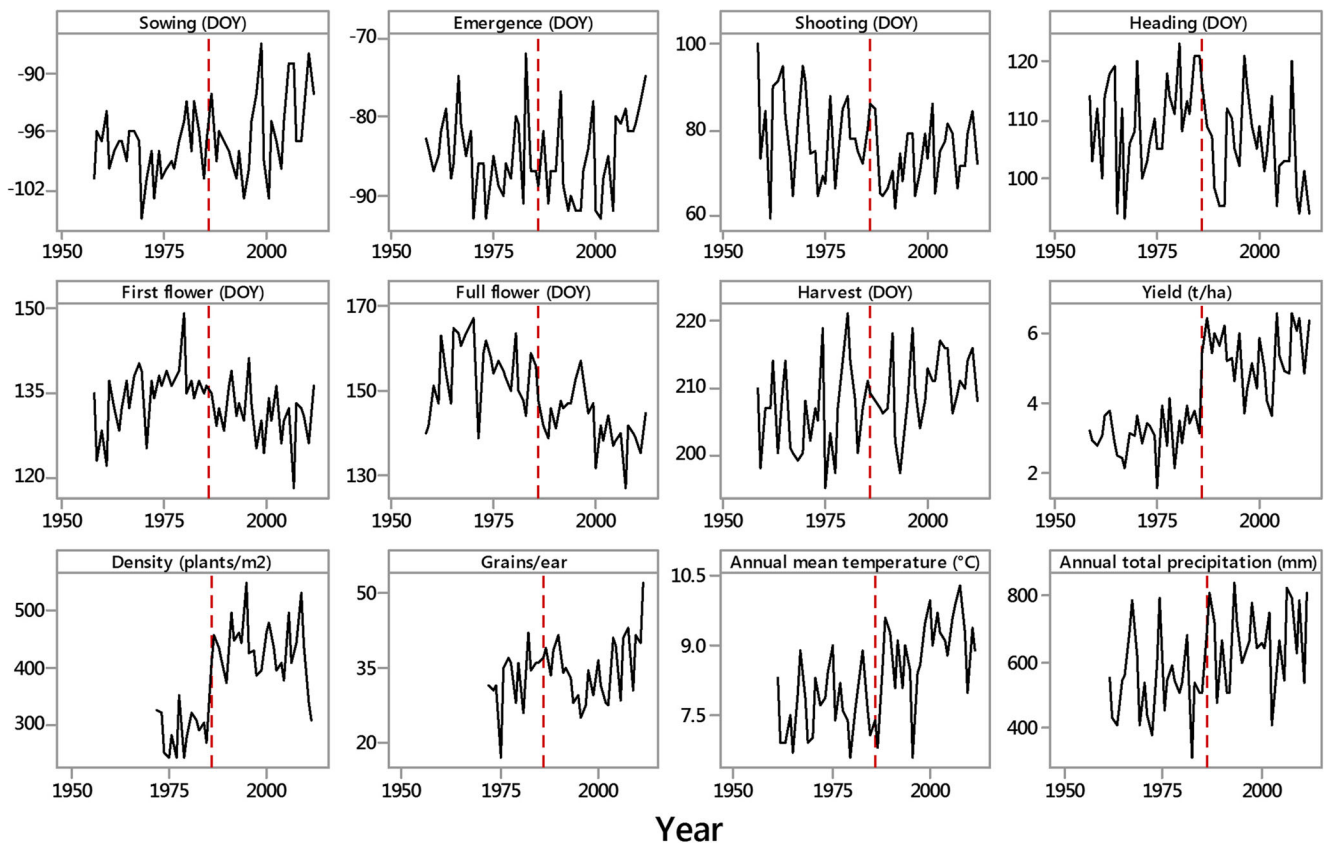 Sowing (DOY) Emergence (DOY) Shooting (DOY) Heading (DOY)
-90
-96
-102
1950 1975 2000
-70
-80
-90
1950 1975 2000
100
80
60
1950 1975 2000
120
110
100
1950 1975 2000
First flower (DOY) Full flower (DOY) Harvest (DOY) Yield (t/ha)
150
135
120
1950 1975 2000
170
150
130
1950 1975 2000
220
210
200
1950 1975 2000
6
4
2
1950 1975 2000
Density (plants/m2) Grains/ear Annual mean temperature (°C) Annual total precipitation (mm)
500
400
300
1950 1975 2000
50
35
20
1950 1975 2000
10.5
9.0
7.5
1950 1975 2000
800
600
400
1950 1975 2000
Year